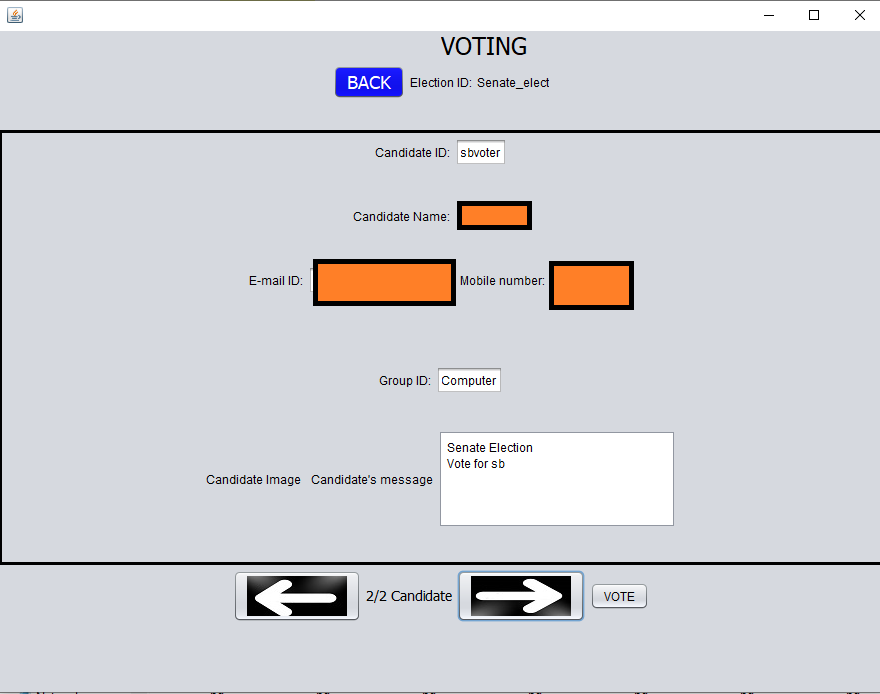 VOTING
BACK Election ID: Senate_elect
Candidate ID: sbvoter
Candidate Name:
E-mail ID: Mobile number:
Group ID: Computer
Candidate Image Candidate's message
Senate Election
Vote for sb
2/2 Candidate VOTE